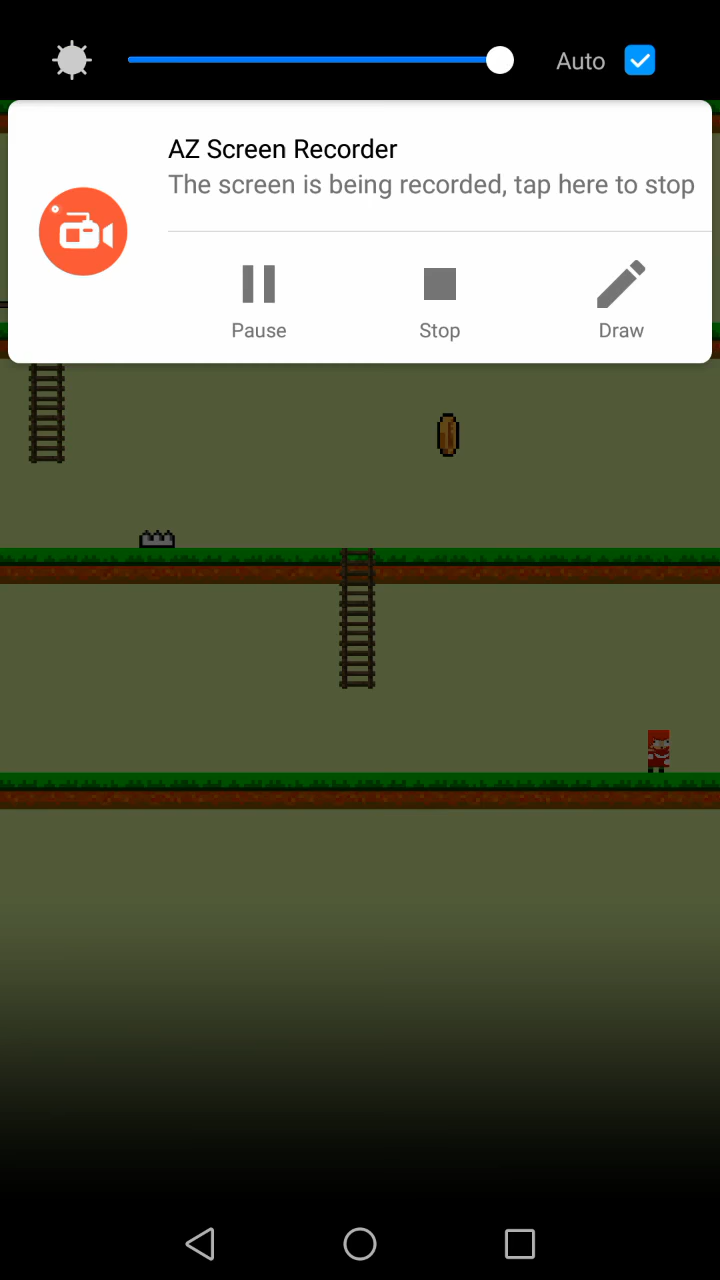 Auto
AZ Screen Recorder
The screen is being recorded, tap here to stop
Pause Stop Draw